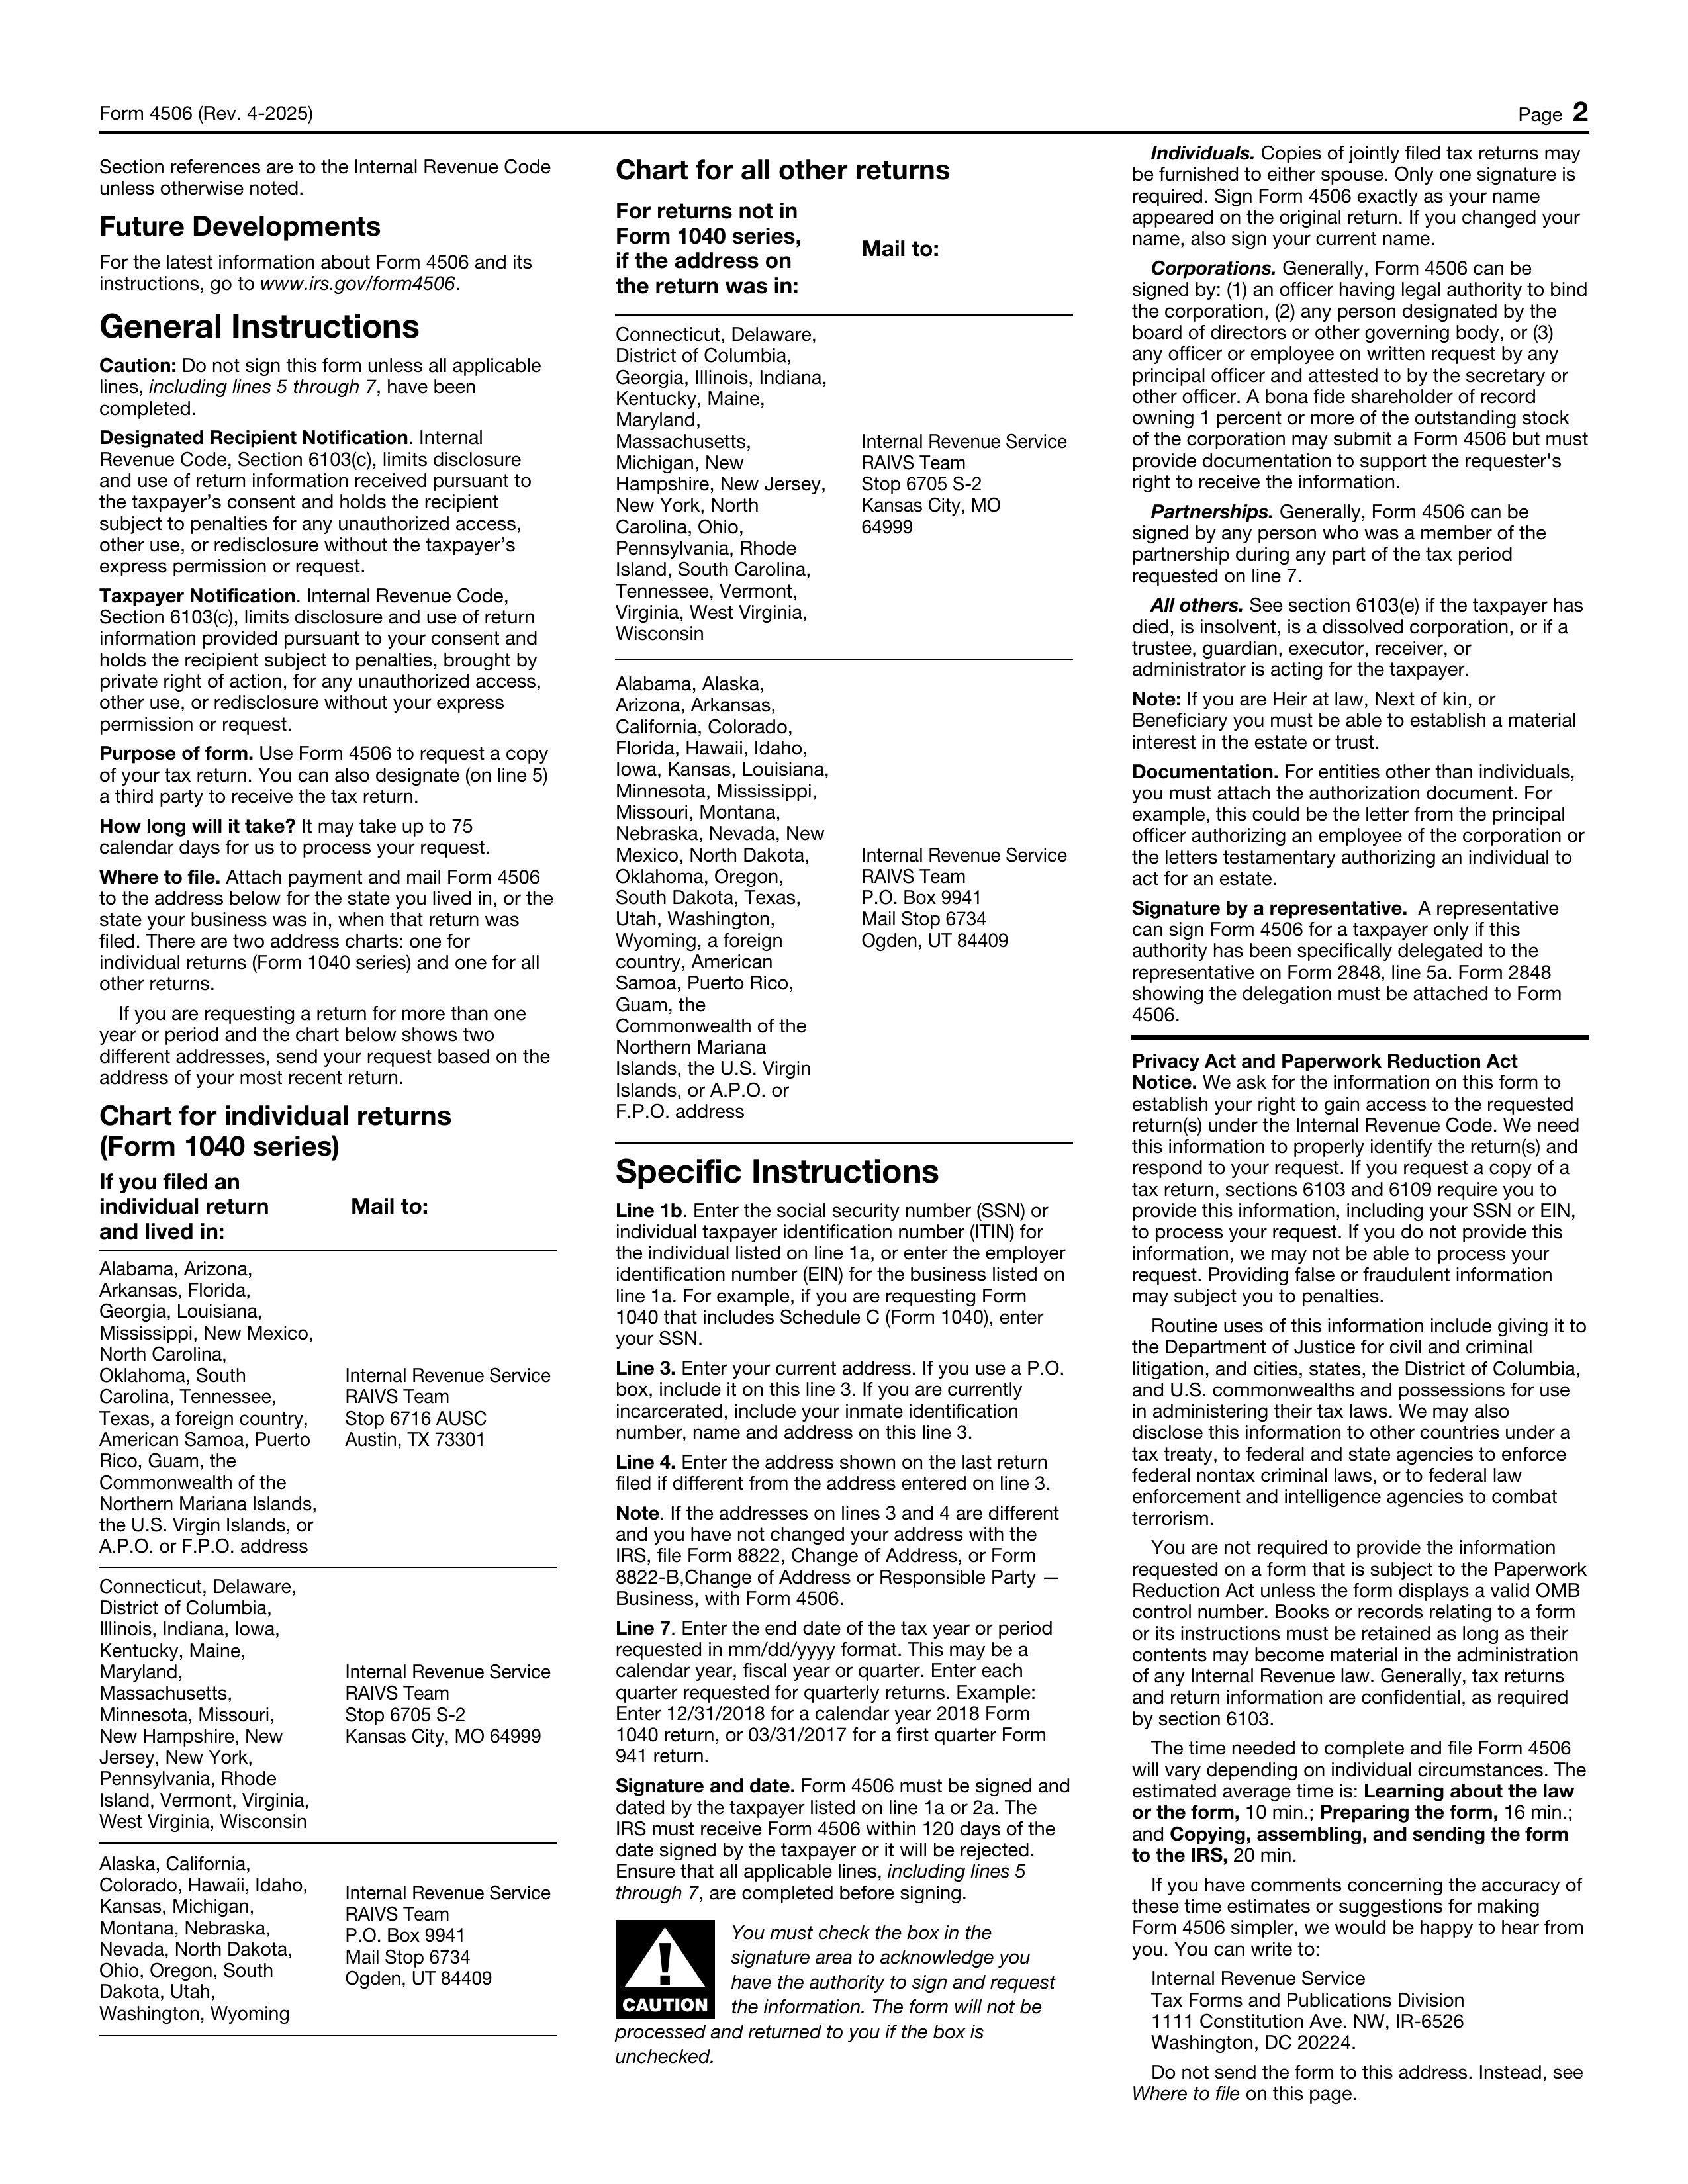 Form 4506 (Rev. 4-2025)
Page 2
Section references are to the Internal Revenue Code
unless otherwise noted.
Future Developments
For the latest information about Form 4506 and its
instructions, go to www.irs.gov/form4506.
General Instructions
Caution: Do not sign this form unless all applicable
lines, including lines 5 through 7, have been
completed.
Designated Recipient Notification. Internal
Revenue Code, Section 6103(c), limits disclosure
and use of return information received pursuant to
the taxpayer’s consent and holds the recipient
subject to penalties for any unauthorized access,
other use, or redisclosure without the taxpayer’s
express permission or request.
Taxpayer Notification. Internal Revenue Code,
Section 6103(c), limits disclosure and use of return
information provided pursuant to your consent and
holds the recipient subject to penalties, brought by
private right of action, for any unauthorized access,
other use, or redisclosure without your express
permission or request.
Purpose of form. Use Form 4506 to request a copy
of your tax return. You can also designate (on line 5)
a third party to receive the tax return.
How long will it take? It may take up to 75
calendar days for us to process your request.
Where to file. Attach payment and mail Form 4506
to the address below for the state you lived in, or the
state your business was in, when that return was
filed. There are two address charts: one for
individual returns (Form 1040 series) and one for all
other returns.
If you are requesting a return for more than one
year or period and the chart below shows two
different addresses, send your request based on the
address of your most recent return.
Chart for individual returns
(Form 1040 series)
If you filed an
individual return
and lived in:
Mail to:
Alabama, Arizona,
Arkansas, Florida,
Georgia, Louisiana,
Mississippi, New Mexico,
North Carolina,
Oklahoma, South
Carolina, Tennessee,
Texas, a foreign country,
American Samoa, Puerto
Rico, Guam, the
Commonwealth of the
Northern Mariana Islands,
the U.S. Virgin Islands, or
A.P.O. or F.P.O. address
Internal Revenue Service
RAIVS Team
Stop 6716 AUSC
Austin, TX 73301
Connecticut, Delaware,
District of Columbia,
Illinois, Indiana, Iowa,
Kentucky, Maine,
Maryland,
Massachusetts,
Minnesota, Missouri,
New Hampshire, New
Jersey, New York,
Pennsylvania, Rhode
Island, Vermont, Virginia,
West Virginia, Wisconsin
Internal Revenue Service
RAIVS Team
Stop 6705 S-2
Kansas City, MO 64999
Alaska, California,
Colorado, Hawaii, Idaho,
Kansas, Michigan,
Montana, Nebraska,
Nevada, North Dakota,
Ohio, Oregon, South
Dakota, Utah,
Washington, Wyoming
Internal Revenue Service
RAIVS Team
P.O. Box 9941
Mail Stop 6734
Ogden, UT 84409
Chart for all other returns
For returns not in
Form 1040 series,
if the address on
the return was in:
Mail to:
Connecticut, Delaware,
District of Columbia,
Georgia, Illinois, Indiana,
Kentucky, Maine,
Maryland,
Massachusetts,
Michigan, New
Hampshire, New Jersey,
New York, North
Carolina, Ohio,
Pennsylvania, Rhode
Island, South Carolina,
Tennessee, Vermont,
Virginia, West Virginia,
Wisconsin
Internal Revenue Service
RAIVS Team
Stop 6705 S-2
Kansas City, MO
64999
Alabama, Alaska,
Arizona, Arkansas,
California, Colorado,
Florida, Hawaii, Idaho,
Iowa, Kansas, Louisiana,
Minnesota, Mississippi,
Missouri, Montana,
Nebraska, Nevada, New
Mexico, North Dakota,
Oklahoma, Oregon,
South Dakota, Texas,
Utah, Washington,
Wyoming, a foreign
country, American
Samoa, Puerto Rico,
Guam, the
Commonwealth of the
Northern Mariana
Islands, the U.S. Virgin
Islands, or A.P.O. or
F.P.O. address
Internal Revenue Service
RAIVS Team
P.O. Box 9941
Mail Stop 6734
Ogden, UT 84409
Specific Instructions
Line 1b. Enter the social security number (SSN) or
individual taxpayer identification number (ITIN) for
the individual listed on line 1a, or enter the employer
identification number (EIN) for the business listed on
line 1a. For example, if you are requesting Form
1040 that includes Schedule C (Form 1040), enter
your SSN.
Line 3. Enter your current address. If you use a P.O.
box, include it on this line 3. If you are currently
incarcerated, include your inmate identification
number, name and address on this line 3.
Line 4. Enter the address shown on the last return
filed if different from the address entered on line 3.
Note. If the addresses on lines 3 and 4 are different
and you have not changed your address with the
IRS, file Form 8822, Change of Address, or Form
8822-B,Change of Address or Responsible Party —
Business, with Form 4506.
Line 7. Enter the end date of the tax year or period
requested in mm/dd/yyyy format. This may be a
calendar year, fiscal year or quarter. Enter each
quarter requested for quarterly returns. Example:
Enter 12/31/2018 for a calendar year 2018 Form
1040 return, or 03/31/2017 for a first quarter Form
941 return.
Signature and date. Form 4506 must be signed and
dated by the taxpayer listed on line 1a or 2a. The
IRS must receive Form 4506 within 120 days of the
date signed by the taxpayer or it will be rejected.
Ensure that all applicable lines, including lines 5
through 7, are completed before signing.
CAUTION
You must check the box in the
signature area to acknowledge you
have the authority to sign and request
the information. The form will not be
processed and returned to you if the box is
unchecked.
Individuals. Copies of jointly filed tax returns may
be furnished to either spouse. Only one signature is
required. Sign Form 4506 exactly as your name
appeared on the original return. If you changed your
name, also sign your current name.
Corporations. Generally, Form 4506 can be
signed by: (1) an officer having legal authority to bind
the corporation, (2) any person designated by the
board of directors or other governing body, or (3)
any officer or employee on written request by any
principal officer and attested to by the secretary or
other officer. A bona fide shareholder of record
owning 1 percent or more of the outstanding stock
of the corporation may submit a Form 4506 but must
provide documentation to support the requester's
right to receive the information.
Partnerships. Generally, Form 4506 can be
signed by any person who was a member of the
partnership during any part of the tax period
requested on line 7.
All others. See section 6103(e) if the taxpayer has
died, is insolvent, is a dissolved corporation, or if a
trustee, guardian, executor, receiver, or
administrator is acting for the taxpayer.
Note: If you are Heir at law, Next of kin, or
Beneficiary you must be able to establish a material
interest in the estate or trust.
Documentation. For entities other than individuals,
you must attach the authorization document. For
example, this could be the letter from the principal
officer authorizing an employee of the corporation or
the letters testamentary authorizing an individual to
act for an estate.
Signature by a representative. A representative
can sign Form 4506 for a taxpayer only if this
authority has been specifically delegated to the
representative on Form 2848, line 5a. Form 2848
showing the delegation must be attached to Form
4506.
Privacy Act and Paperwork Reduction Act
Notice. We ask for the information on this form to
establish your right to gain access to the requested
return(s) under the Internal Revenue Code. We need
this information to properly identify the return(s) and
respond to your request. If you request a copy of a
tax return, sections 6103 and 6109 require you to
provide this information, including your SSN or EIN,
to process your request. If you do not provide this
information, we may not be able to process your
request. Providing false or fraudulent information
may subject you to penalties.
Routine uses of this information include giving it to
the Department of Justice for civil and criminal
litigation, and cities, states, the District of Columbia,
and U.S. commonwealths and possessions for use
in administering their tax laws. We may also
disclose this information to other countries under a
tax treaty, to federal and state agencies to enforce
federal nontax criminal laws, or to federal law
enforcement and intelligence agencies to combat
terrorism.
You are not required to provide the information
requested on a form that is subject to the Paperwork
Reduction Act unless the form displays a valid OMB
control number. Books or records relating to a form
or its instructions must be retained as long as their
contents may become material in the administration
of any Internal Revenue law. Generally, tax returns
and return information are confidential, as required
by section 6103.
The time needed to complete and file Form 4506
will vary depending on individual circumstances. The
estimated average time is: Learning about the law
or the form, 10 min.; Preparing the form, 16 min.;
and Copying, assembling, and sending the form
to the IRS, 20 min.
If you have comments concerning the accuracy of
these time estimates or suggestions for making
Form 4506 simpler, we would be happy to hear from
you. You can write to:
Internal Revenue Service
Tax Forms and Publications Division
1111 Constitution Ave. NW, IR-6526
Washington, DC 20224.
Do not send the form to this address. Instead, see
Where to file on this page.